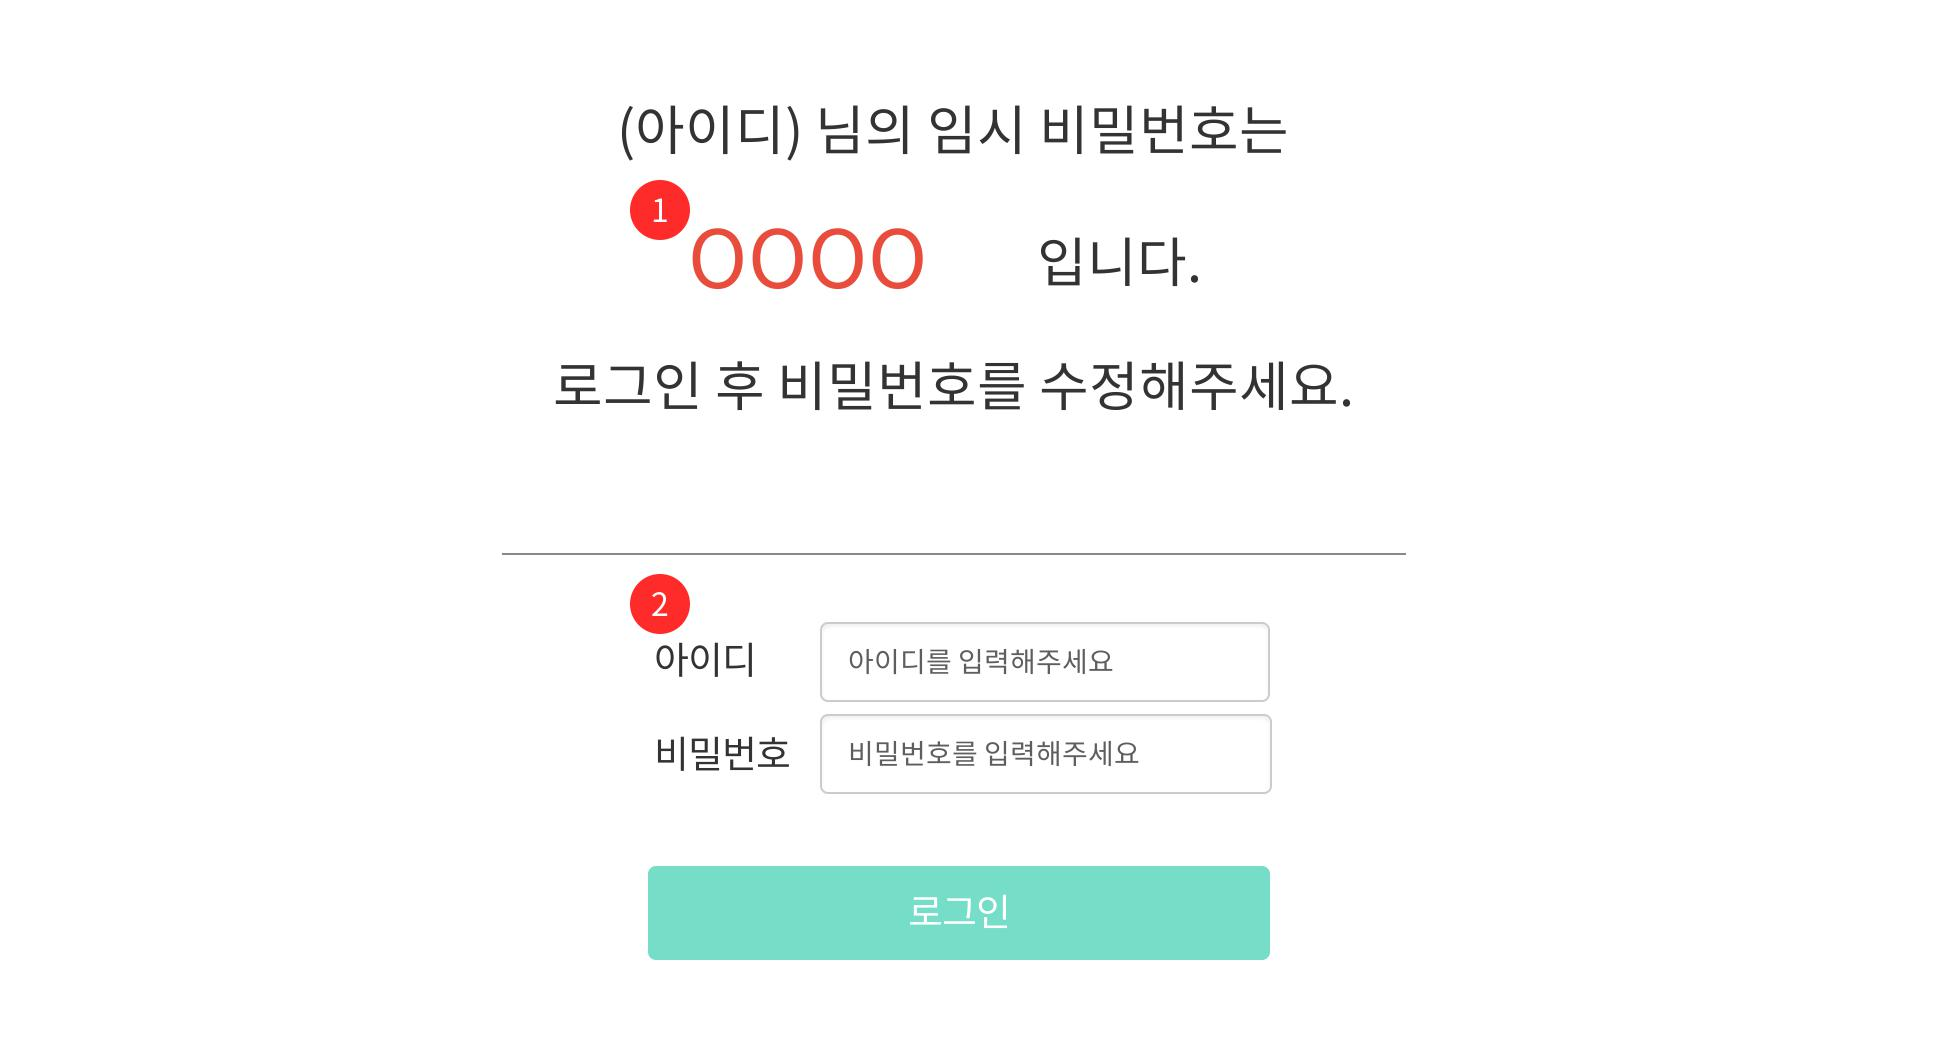 (아이디) 님의 임시 비밀번호는
1
OOOO 입니다.
로그인 후 비밀번호를 수정해주세요.
2
아이디 아이디를 입력해주세요
비밀번호 비밀번호를 입력해주세요
로그인